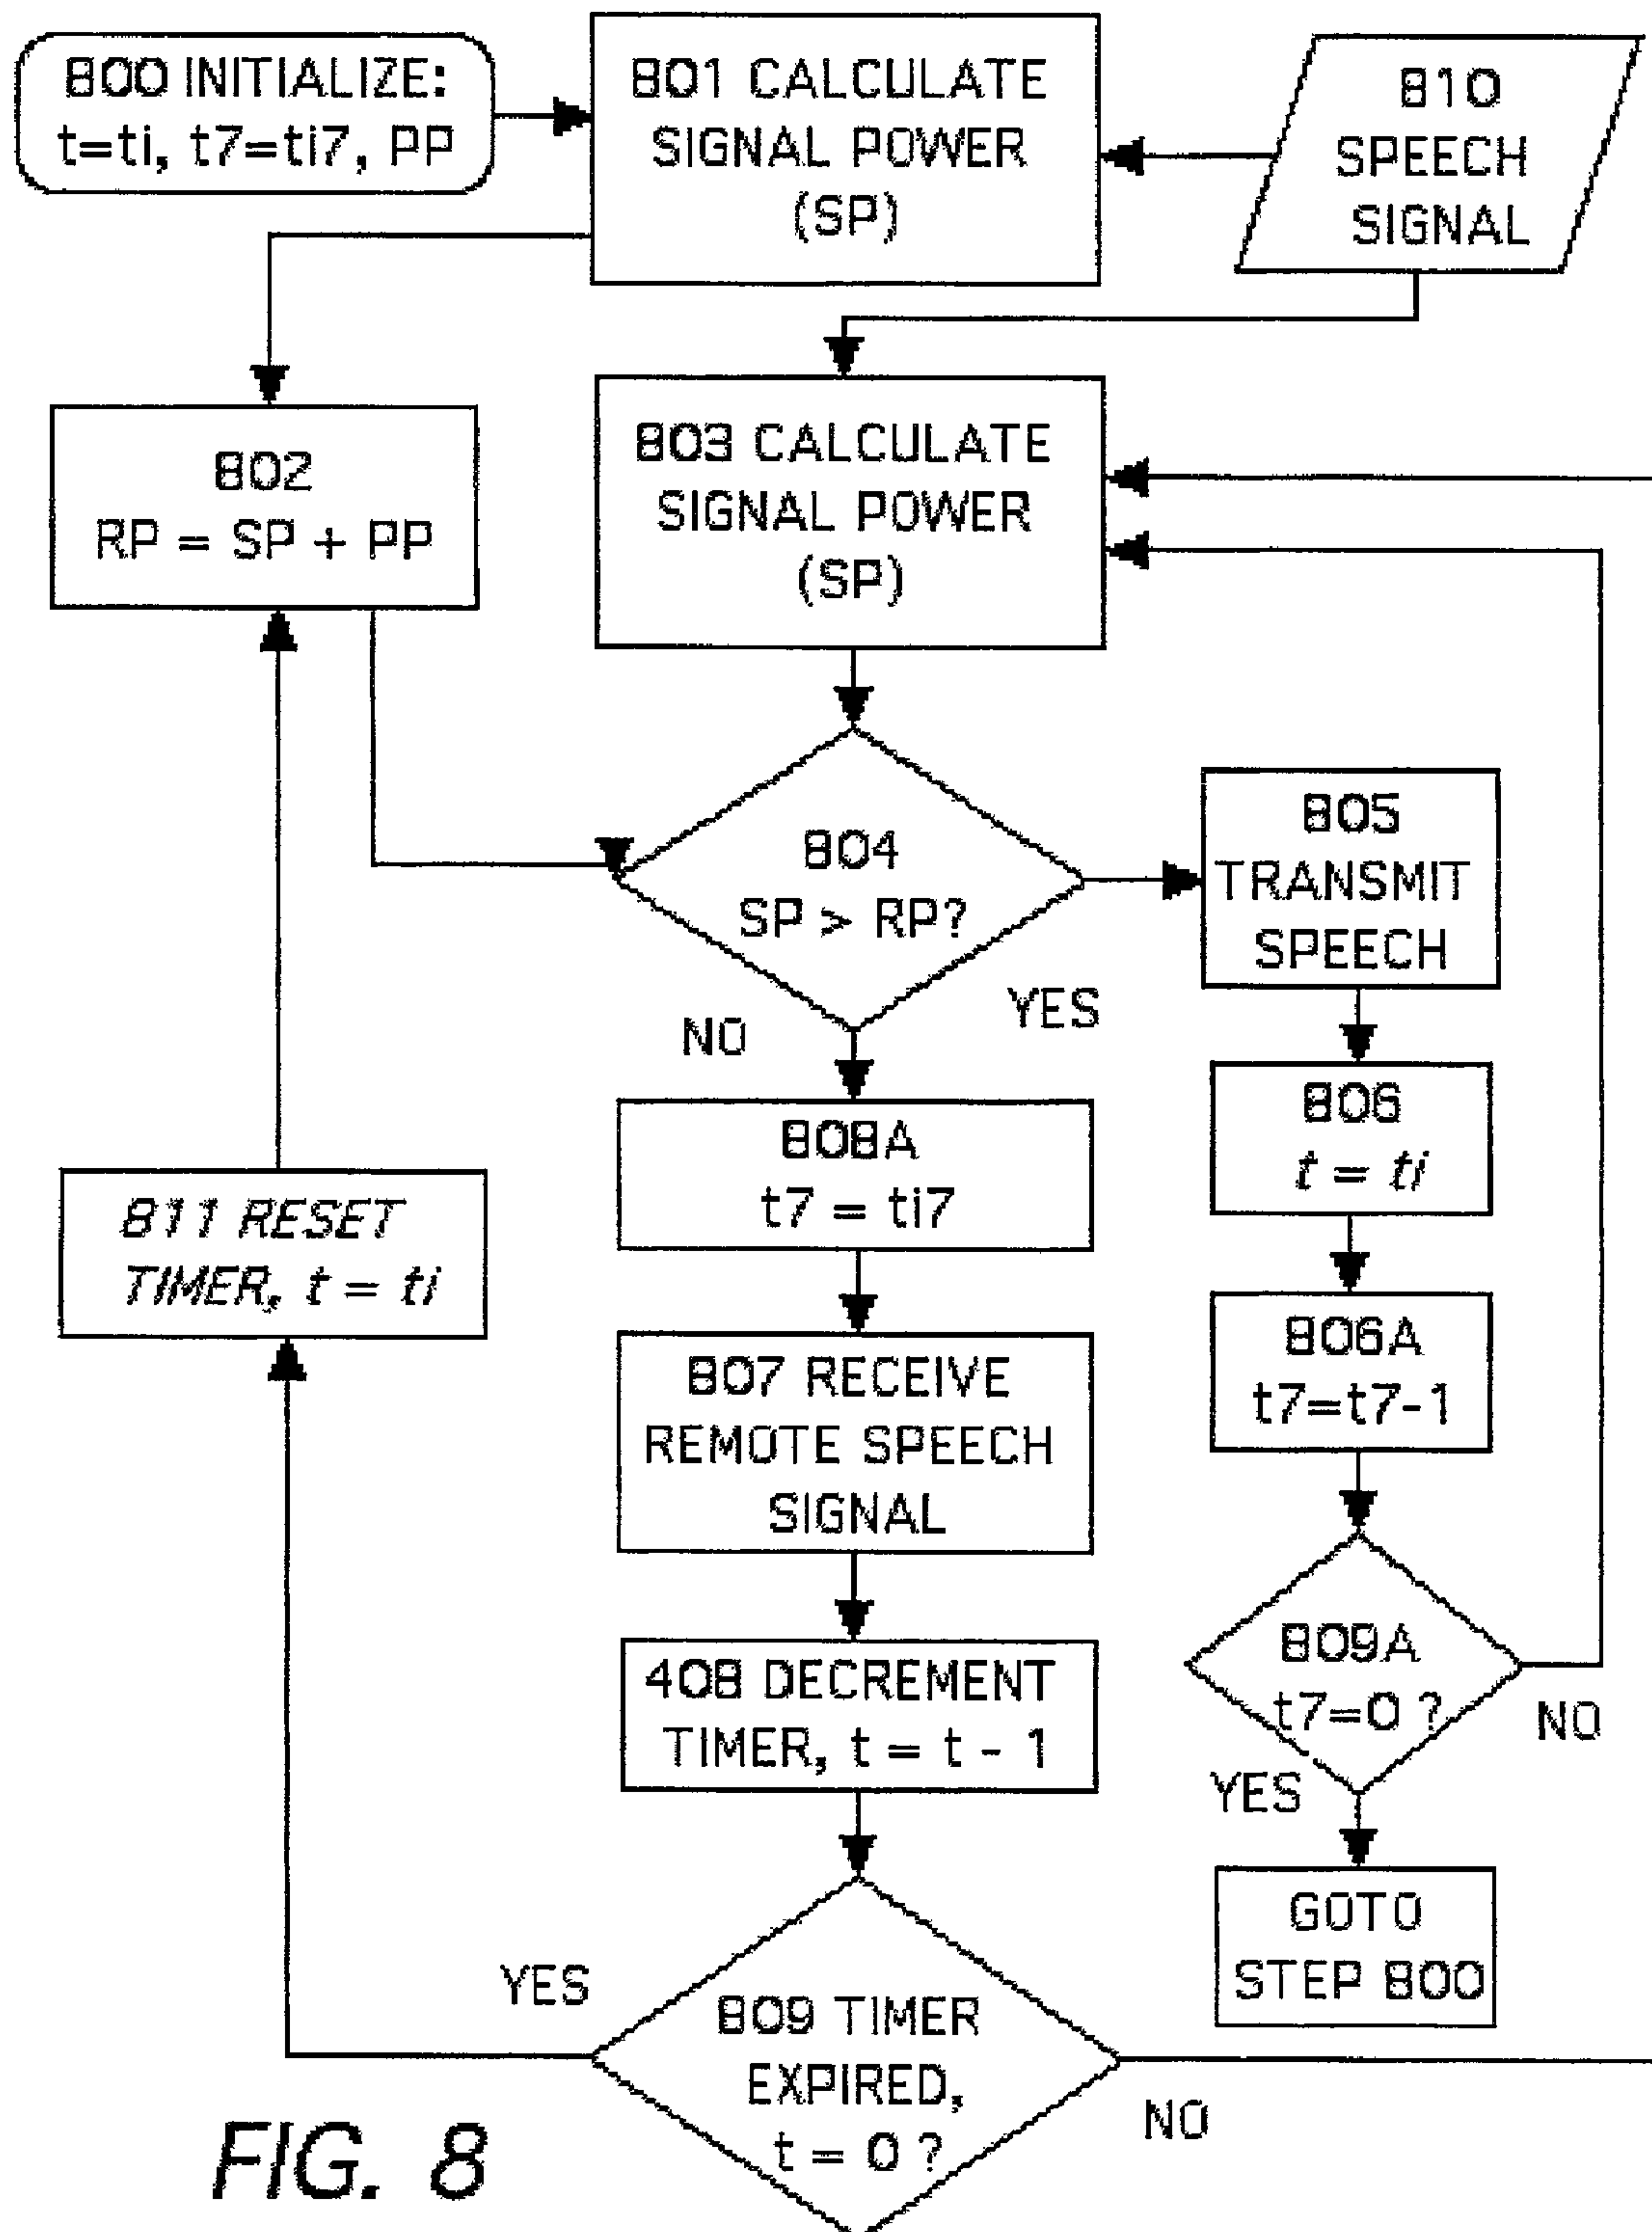 800 INITIALIZE:
t=ti, t7=ti7, PP
801 CALCULATE
SIGNAL POWER
(SP)
810
SPEECH
SIGNAL
802
RP = SP + PP
803 CALCULATE
SIGNAL POWER
(SP)
804
SP > RP?
NO
YES
805
TRANSMIT
SPEECH
806
t = ti
806A
t7=t7-1
809A
t7=0 ?
NO
YES
GOTO
STEP 800
808A
t7 = ti7
807 RECEIVE
REMOTE SPEECH
SIGNAL
408 DECREMENT
TIMER, t = t - 1
809 TIMER
EXPIRED,
t = 0 ?
YES
NO
811 RESET
TIMER, t = ti
FIG. 8